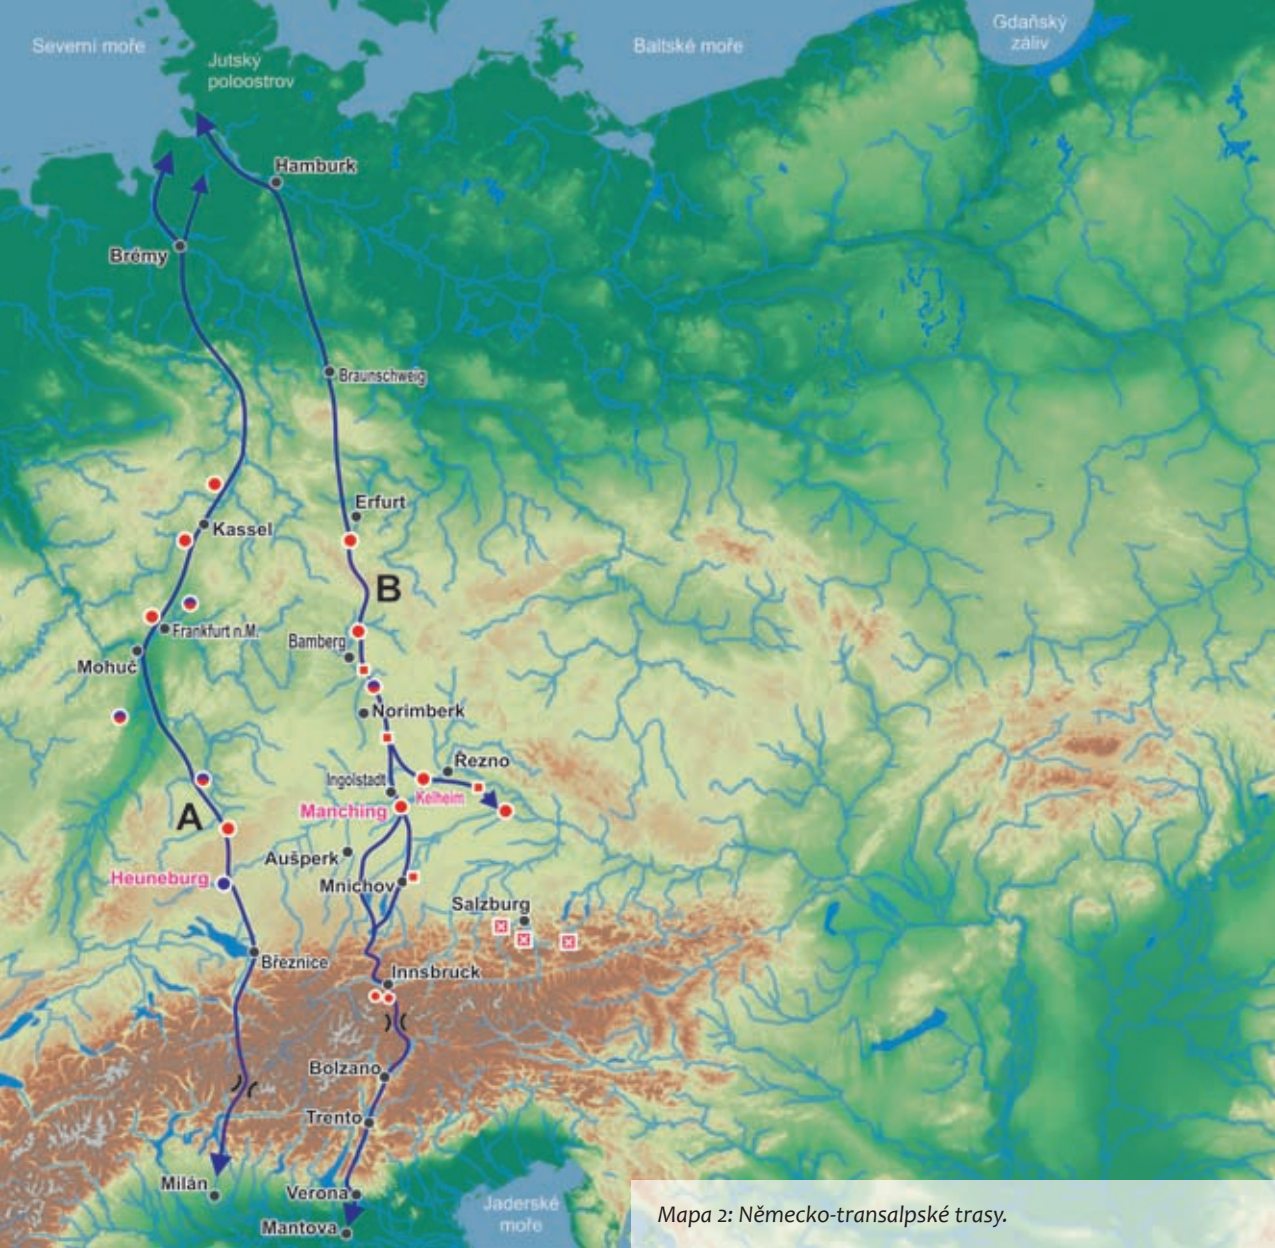 Severní moře
Jutský
poloostrov
Baltské moře
Gdaňský
záliv
Hamburk
Brémy
Braunschweig
Erfurt
Kassel
B
Frankfurt n.M.
Bamberg
Mohuč
Norimberk
Řezno
Ingolstadt
Kelheim
Manching
A
Aušperk
Heuneburg
Mnichov
Salzburg
Březnice
Innsbruck
Bolzano
Trento
Milán
Verona
Mantova
Jaderské
moře
Mapa 2: Německo-transalpské trasy.